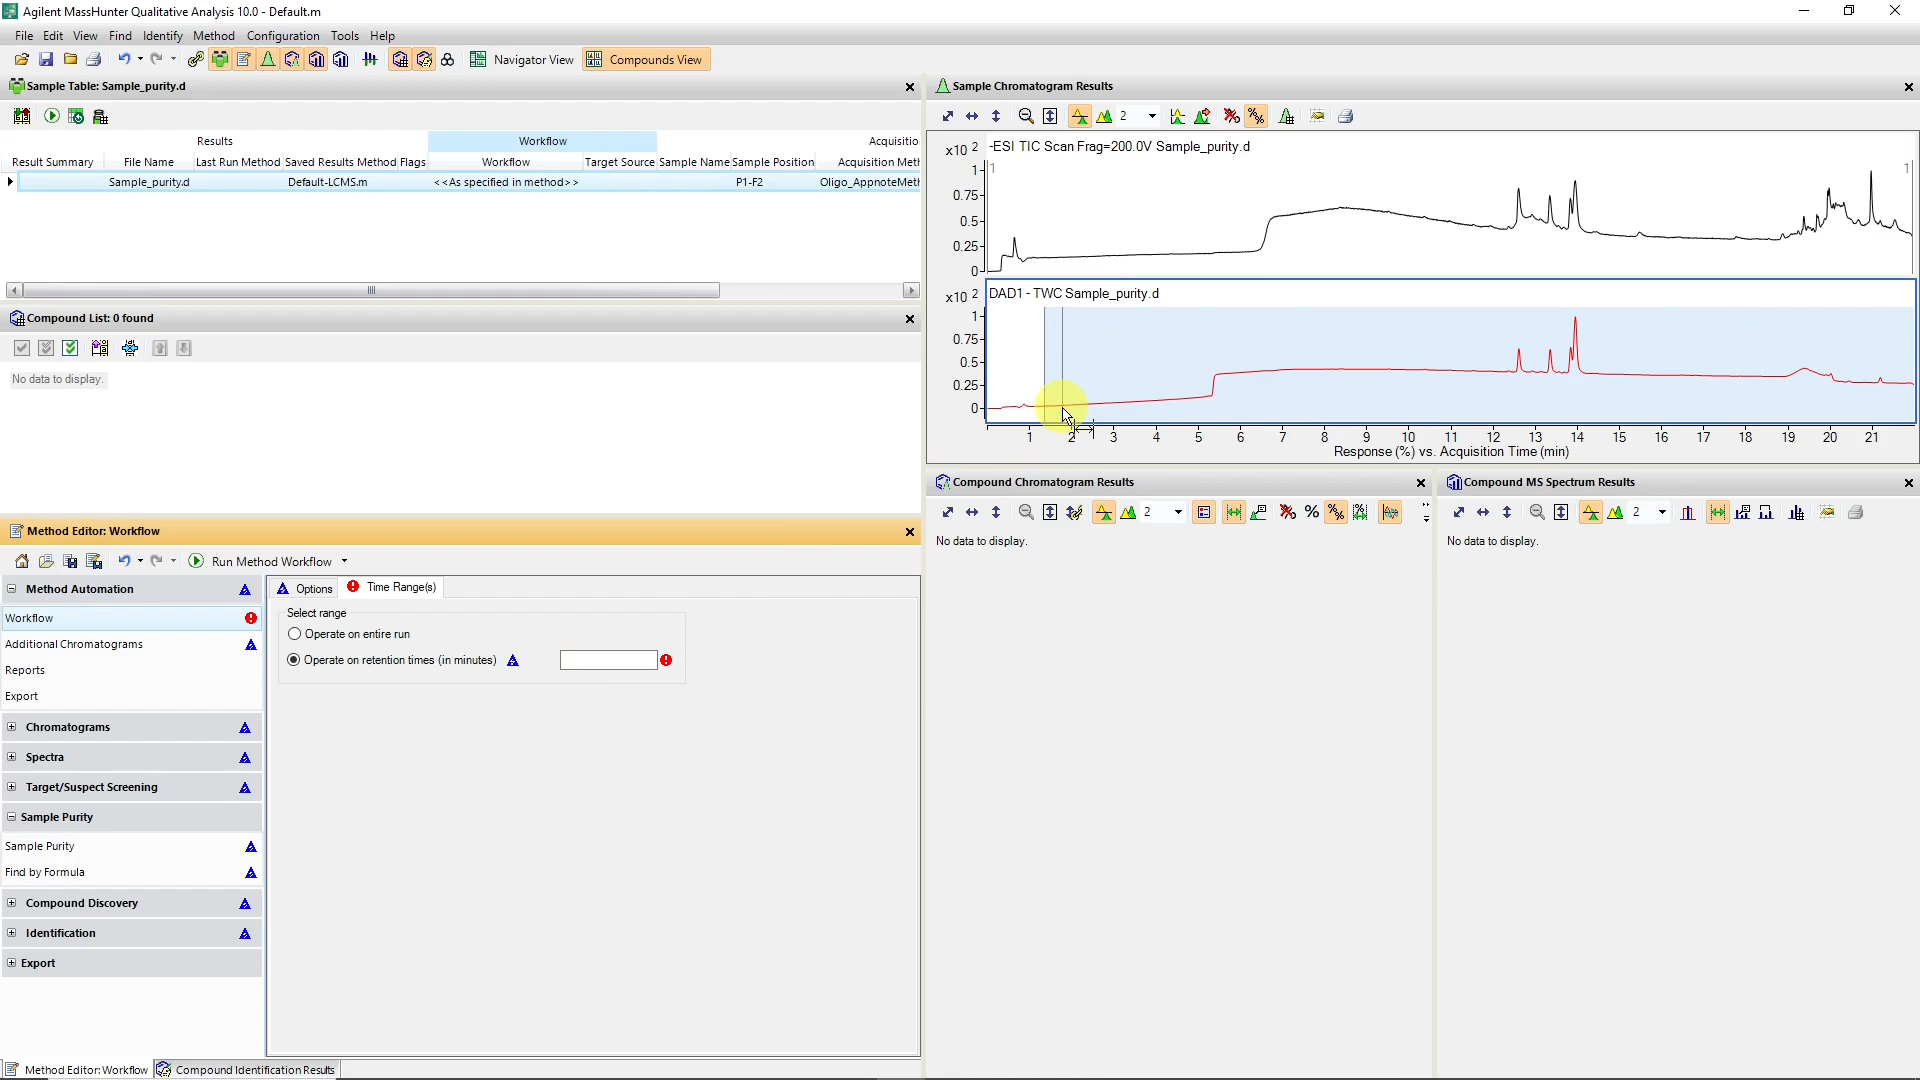 Agilent MassHunter Qualitative Analysis 10.0 - Default.m
File Edit View Find Identify Method Configuration Tools Help
Navigator View Compounds View
Sample Table: Sample_purity.d
Results Workflow Acquisitio
Result Summary File Name Last Run Method Saved Results Method Flags Workflow Target Source Sample Name Sample Position Acquisition Meth
Sample_purity.d Default-LCMS.m <<As specified in method>> P1-F2 Oligo_AppnoteMeth
Compound List: 0 found
No data to display.
Method Editor: Workflow
Run Method Workflow
Method Automation
Workflow
Additional Chromatograms
Reports
Export
Chromatograms
Spectra
Target/Suspect Screening
Sample Purity
Sample Purity
Find by Formula
Compound Discovery
Identification
Export
Options Time Range(s)
Select range
Operate on entire run
Operate on retention times (in minutes)
Method Editor: Workflow Compound Identification Results
Sample Chromatogram Results
2
x10 2 -ESI TIC Scan Frag=200.0V Sample_purity.d
1 1 1
0.75
0.5
0.25
0
x10 2 DAD1 - TWC Sample_purity.d
1
0.75
0.5
0.25
0
1 2 3 4 5 6 7 8 9 10 11 12 13 14 15 16 17 18 19 20 21
Response (%) vs. Acquisition Time (min)
Compound Chromatogram Results
2
No data to display.
Compound MS Spectrum Results
2
No data to display.